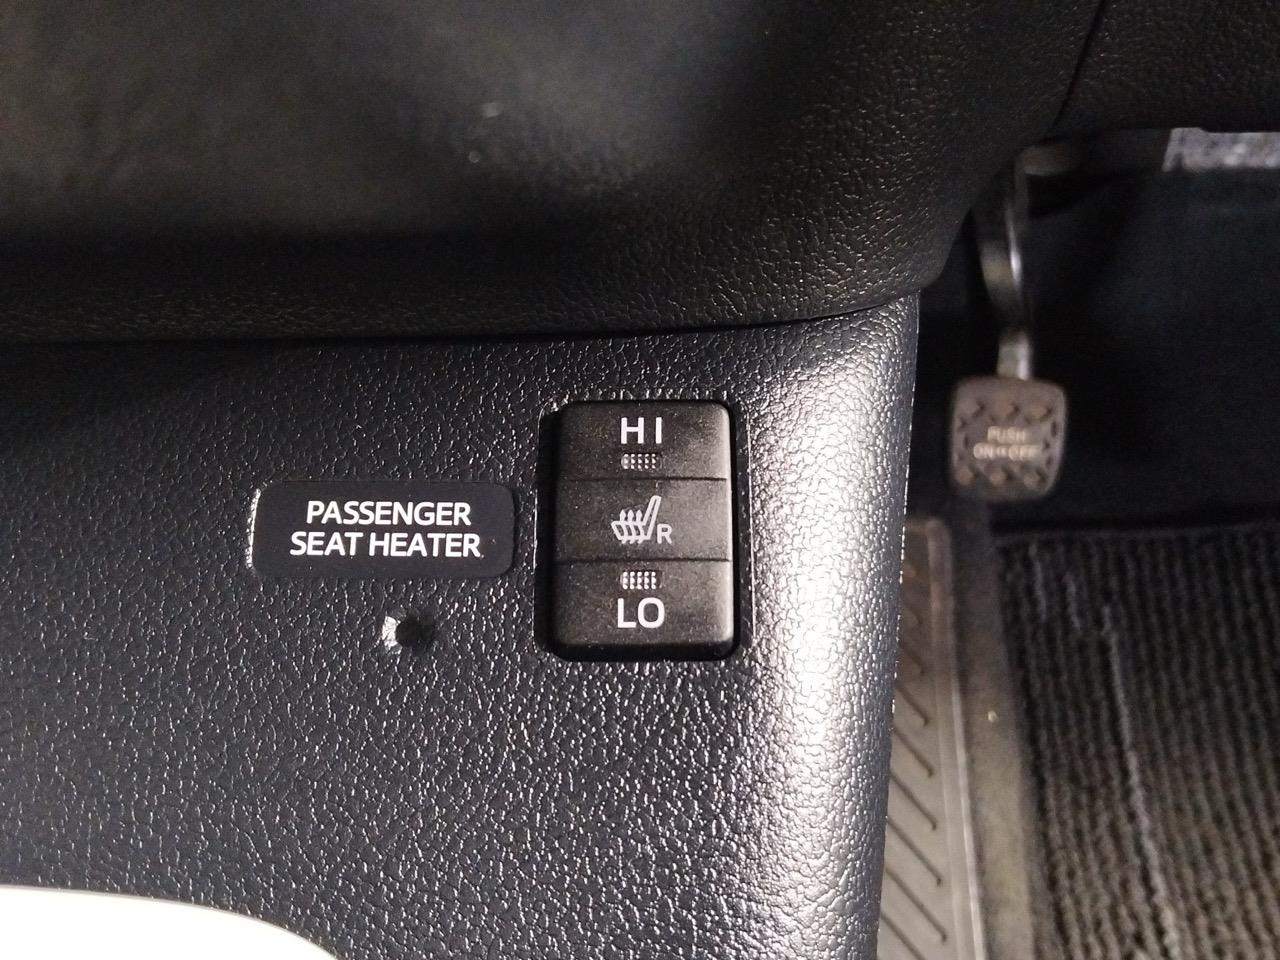 PASSENGER
SEAT HEATER
HI
R
LO
PUSH
ON⇔OFF